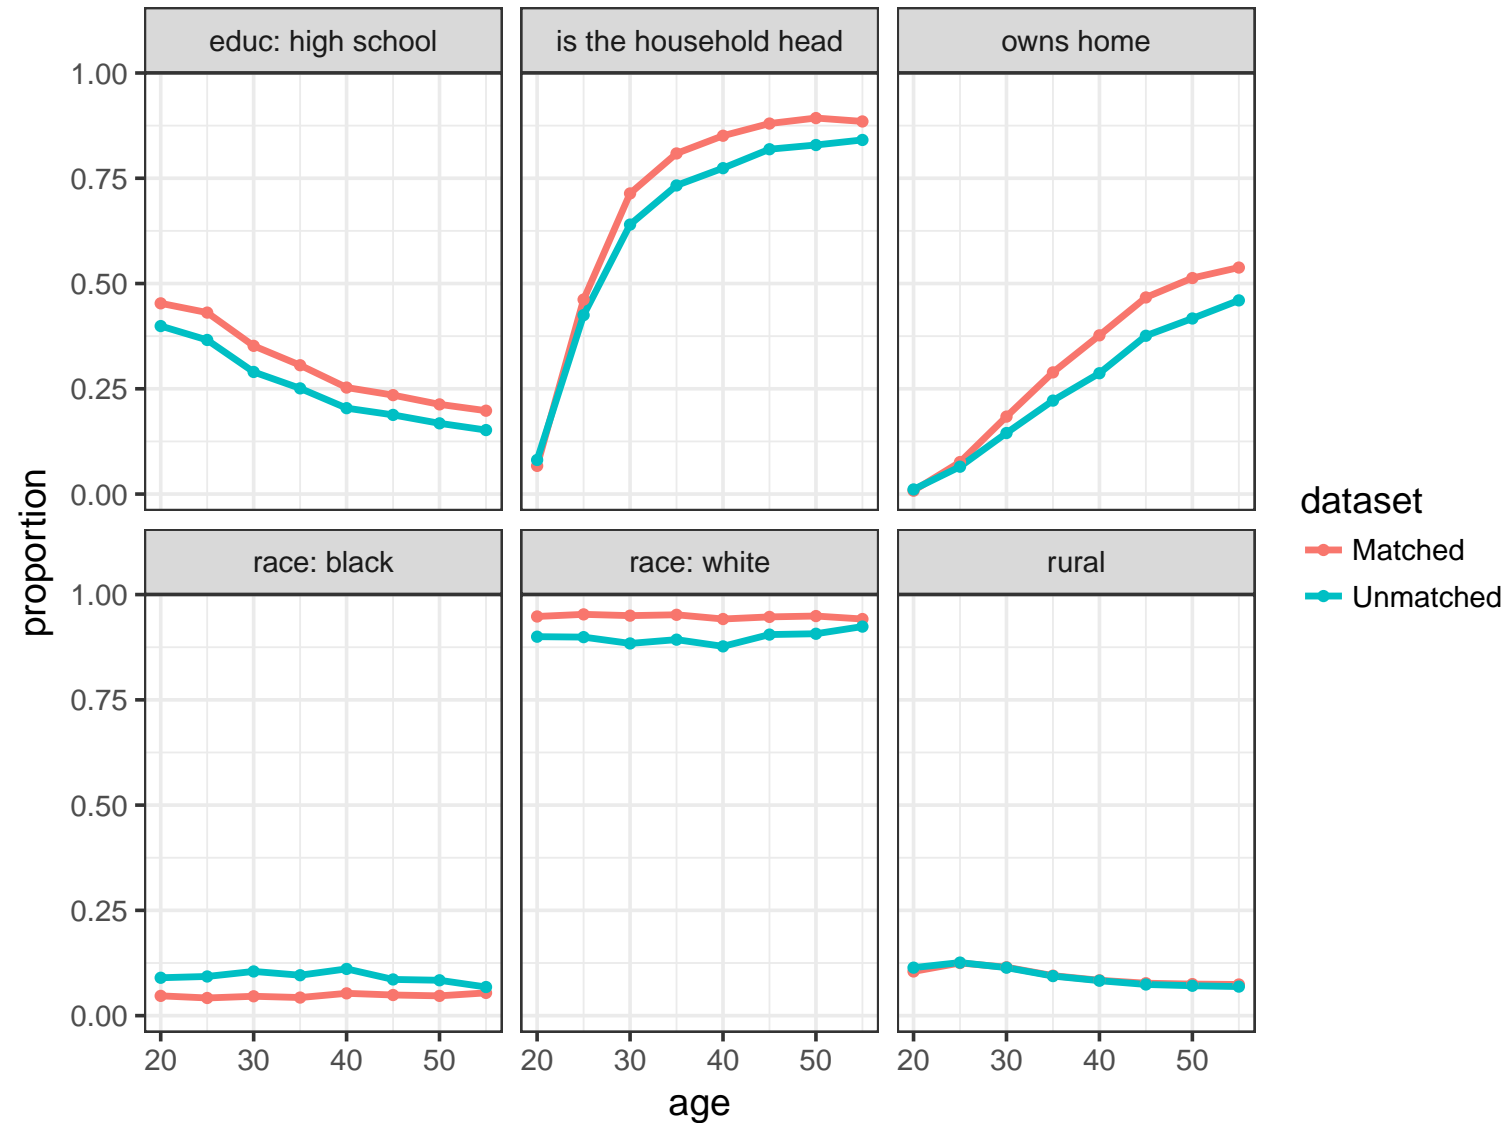 educ: high school
is the household head
owns home
1.00
0.75
0.50
0.25
0.00
race: black
race: white
rural
1.00
0.75
0.50
0.25
0.00
20 30 40 50
20 30 40 50
20 30 40 50
age
proportion
dataset
Matched
Unmatched